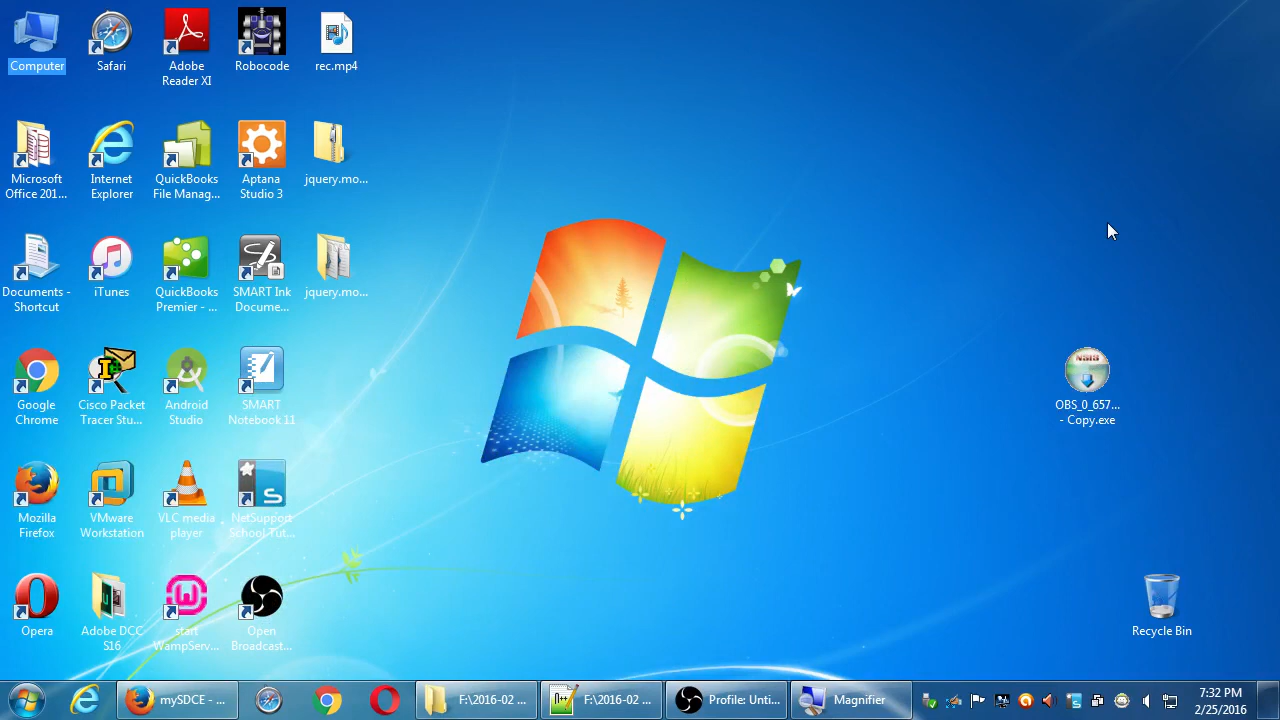 Computer
Safari
Adobe
Reader XI
Robocode
rec.mp4
Microsoft
Office 201...
Internet
Explorer
QuickBooks
File Manag...
Aptana
Studio 3
jquery.mo...
Documents -
Shortcut
iTunes
QuickBooks
Premier - ...
SMART Ink
Docume...
jquery.mo...
Google
Chrome
Cisco Packet
Tracer Stu...
Android
Studio
SMART
Notebook 11
Nata
OBS_0_657...
- Copy.exe
Mozilla
Firefox
VMware
Workstation
VLC media
player
NetSupport
School Tut...
Opera
Adobe DCC
S16
start
WampServ...
Open
Broadcast...
Recycle Bin
mySDCE - ...
F:\2016-02 ...
F:\2016-02 ...
Profile: Unti...
Magnifier
7:32 PM
2/25/2016